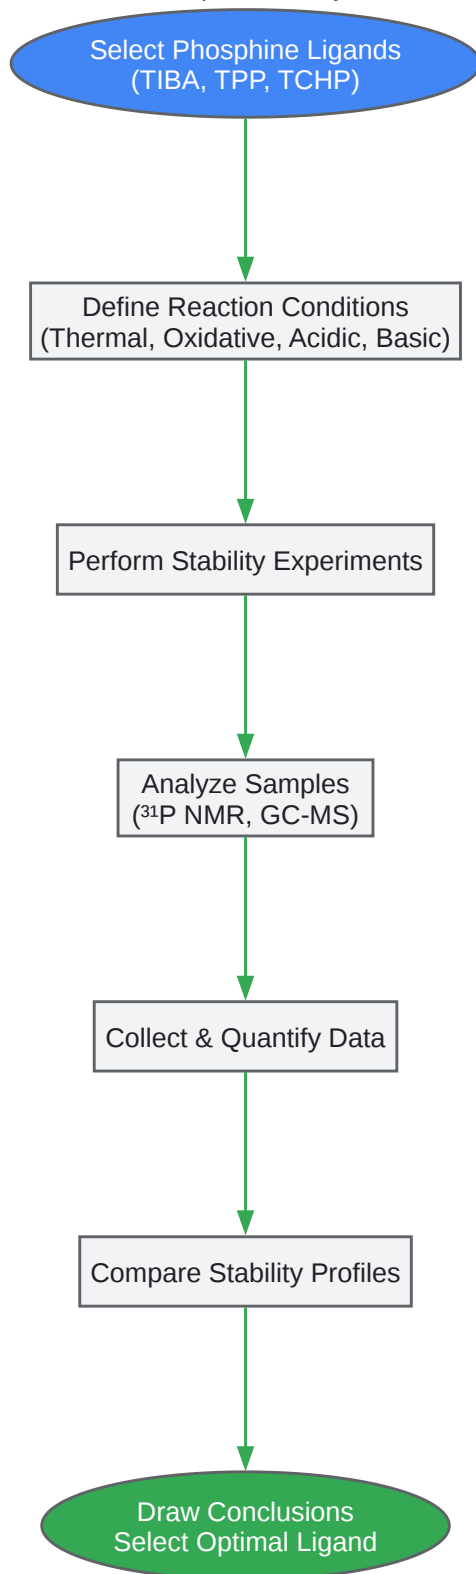 Select Phosphine Ligands
(TIBA, TPP, TCHP)
Define Reaction Conditions
(Thermal, Oxidative, Acidic, Basic)
Perform Stability Experiments
Analyze Samples
(³¹P NMR, GC-MS)
Collect & Quantify Data
Compare Stability Profiles
Draw Conclusions
Select Optimal Ligand